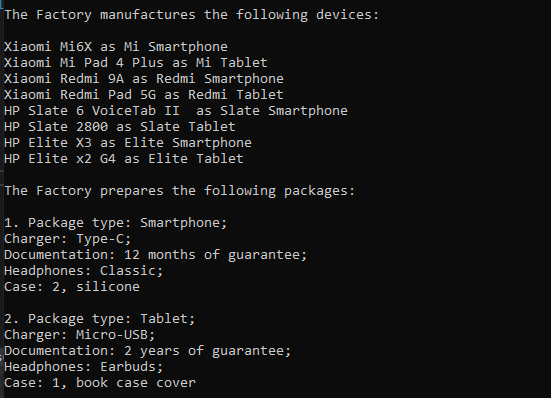 The Factory manufactures the following devices:
Xiaomi Mi6X as Mi Smartphone
Xiaomi Mi Pad 4 Plus as Mi Tablet
Xiaomi Redmi 9A as Redmi Smartphone
Xiaomi Redmi Pad 5G as Redmi Tablet
HP Slate 6 VoiceTab II  as Slate Smartphone
HP Slate 2800 as Slate Tablet
HP Elite X3 as Elite Smartphone
HP Elite x2 G4 as Elite Tablet
The Factory prepares the following packages:
1. Package type: Smartphone;
Charger: Type-C;
Documentation: 12 months of guarantee;
Headphones: Classic;
Case: 2, silicone
2. Package type: Tablet;
Charger: Micro-USB;
Documentation: 2 years of guarantee;
Headphones: Earbuds;
Case: 1, book case cover